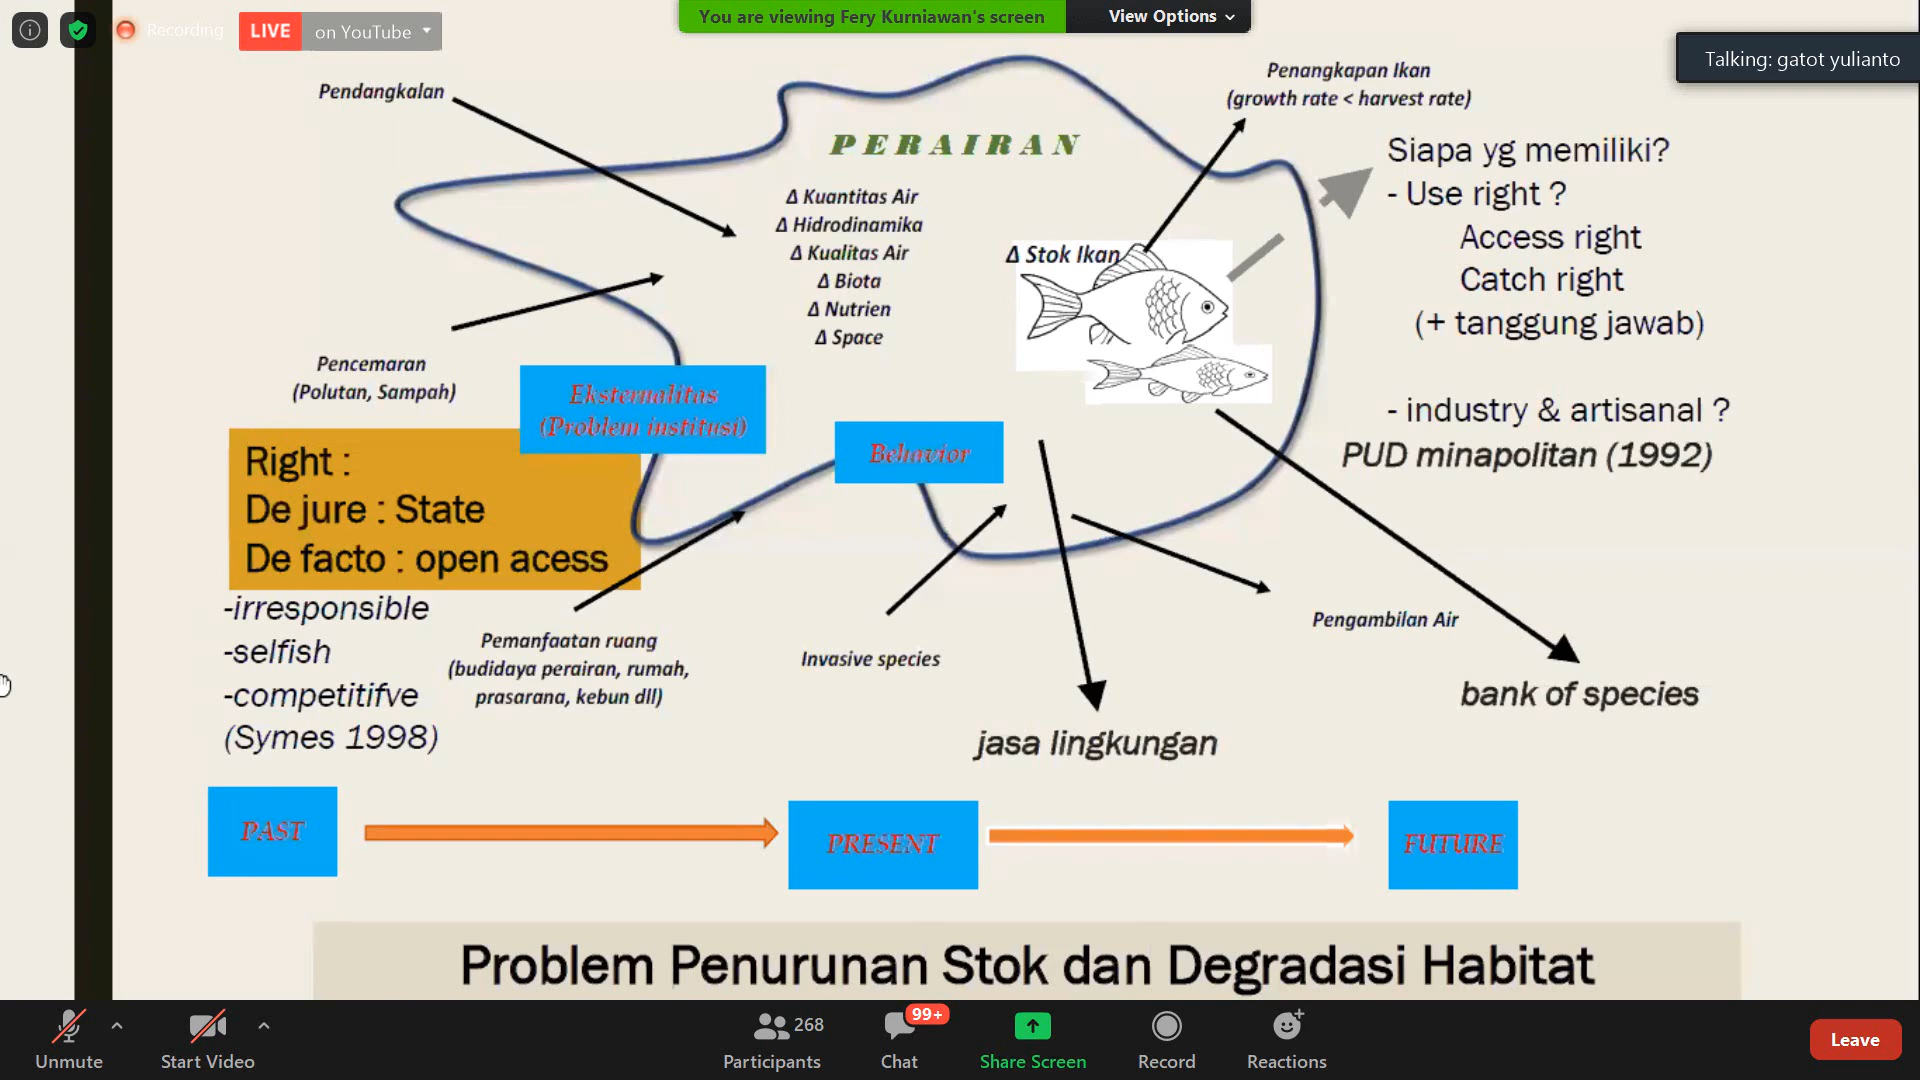 Recording
LIVE
on YouTube
You are viewing Fery Kurniawan's screen
View Options
Talking: gatot yulianto
Pendangkalan
Penangkapan Ikan
(growth rate < harvest rate)
PERAIRAN
Δ Kuantitas Air
Δ Hidrodinamika
Δ Kualitas Air
Δ Biota
Δ Nutrien
Δ Space
Δ Stok Ikan
Siapa yg memiliki?
- Use right ?
Access right
Catch right
(+ tanggung jawab)
- industry & artisanal ?
PUD minapolitan (1992)
Pencemaran
(Polutan, Sampah)
Eksternalitas
(Problem institusi)
Behavior
Right :
De jure : State
De facto : open acess
-irresponsible
-selfish
-competitifve
(Symes 1998)
Pemanfaatan ruang
(budidaya perairan, rumah,
prasarana, kebun dll)
Invasive species
Pengambilan Air
jasa lingkungan
bank of species
PAST
PRESENT
FUTURE
Problem Penurunan Stok dan Degradasi Habitat
Unmute
Start Video
268
Participants
99+
Chat
Share Screen
Record
Reactions
Leave